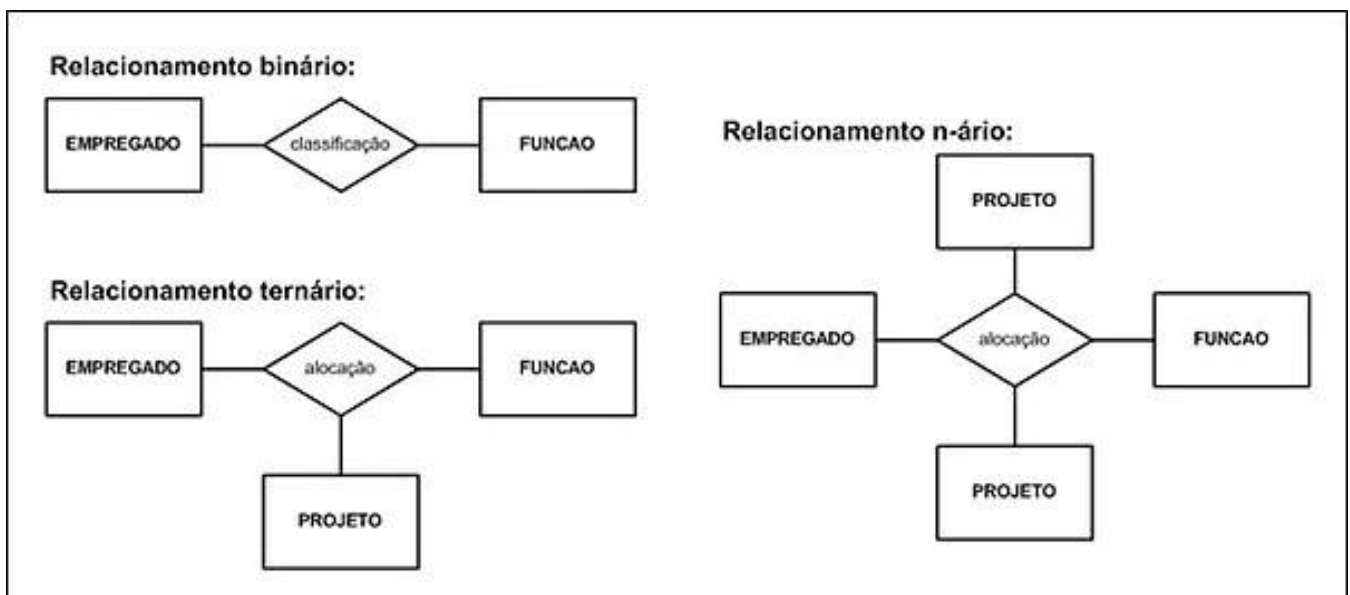 Relacionamento binário:
EMPREGADO
classificação
FUNCAO
Relacionamento ternário:
EMPREGADO
alocação
FUNCAO
PROJETO
Relacionamento n-ário:
PROJETO
EMPREGADO
alocação
FUNCAO
PROJETO